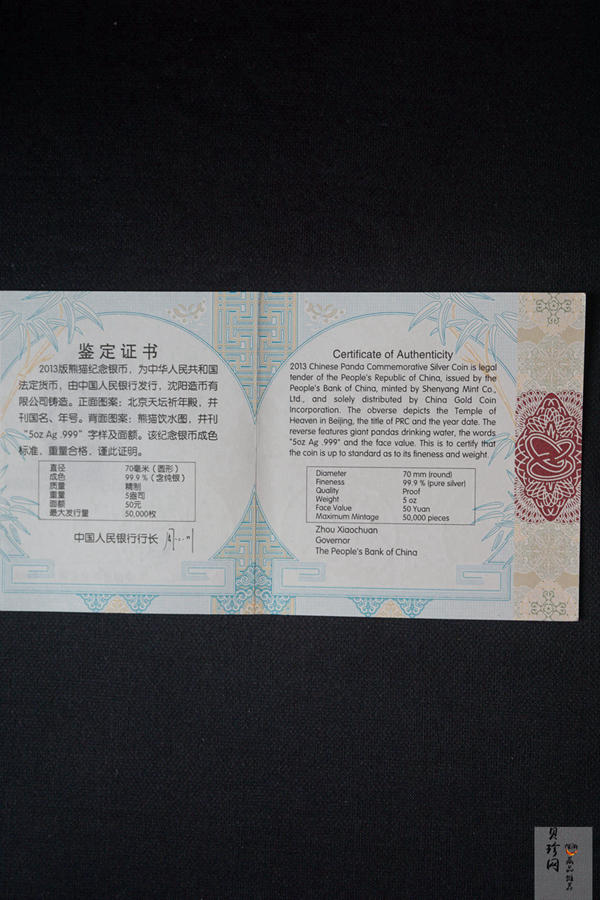 鉴定证书
2013版熊猫纪念银币，为中华人民共和国
法定货币，由中国人民银行发行，沈阳造币有
限公司铸造。正面图案：北京天坛祈年殿，并
刊国名、年号。背面图案：熊猫饮水图，并刊
"5oz Ag .999"字样及面额。该纪念银币成色
标准，重量合格，谨此证明。
直径 70毫米（圆形）
成色 99.9％（含纯银）
质量 精制
重量 5盎司
面额 50元
最大发行量 50,000枚
中国人民银行行长
Certificate of Authenticity
2013 Chinese Panda Commemorative Silver Coin is legal
tender of the People's Republic of China, issued by the
People's Bank of China, minted by Shenyang Mint Co.,
Ltd., and solely distributed by China Gold Coin
Incorporation. The obverse depicts the Temple of
Heaven in Beijing, the title of PRC and the year date. The
reverse features giant pandas drinking water, the words
"5oz Ag .999" and the face value. This is to certify that
the coin is up to standard as to its fineness and weight.
Diameter 70 mm (round)
Fineness 99.9 % (pure silver)
Quality Proof
Weight 5 oz
Face Value 50 Yuan
Maximum Mintage 50,000 pieces
Zhou Xiaochuan
Governor
The People's Bank of China
贝珍网